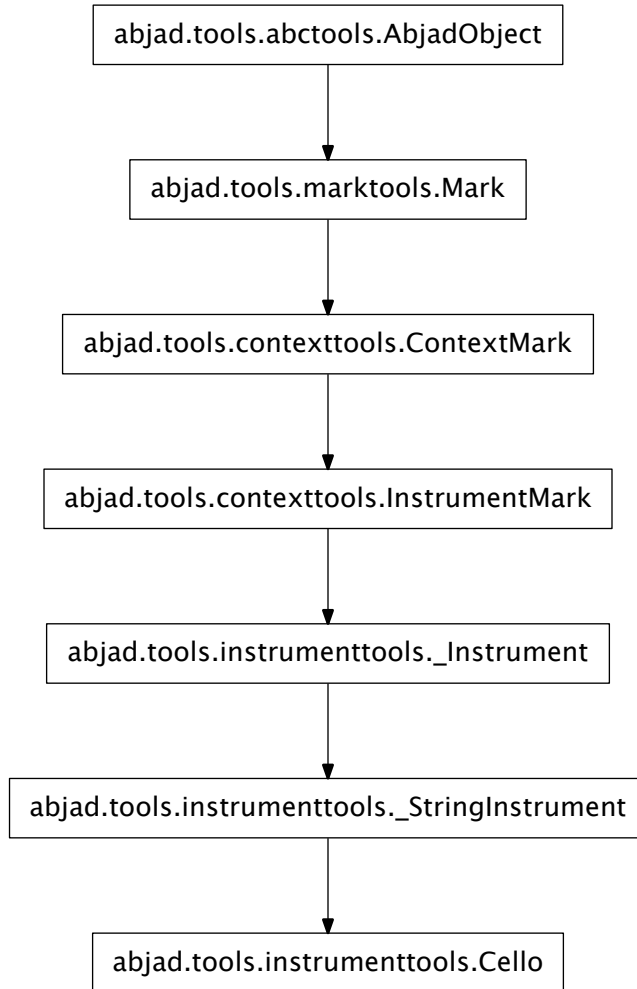 abjad.tools.abctools.AbjadObject
abjad.tools.marktools.Mark
abjad.tools.contexttools.ContextMark
abjad.tools.contexttools.InstrumentMark
abjad.tools.instrumenttools._Instrument
abjad.tools.instrumenttools._StringInstrument
abjad.tools.instrumenttools.Cello